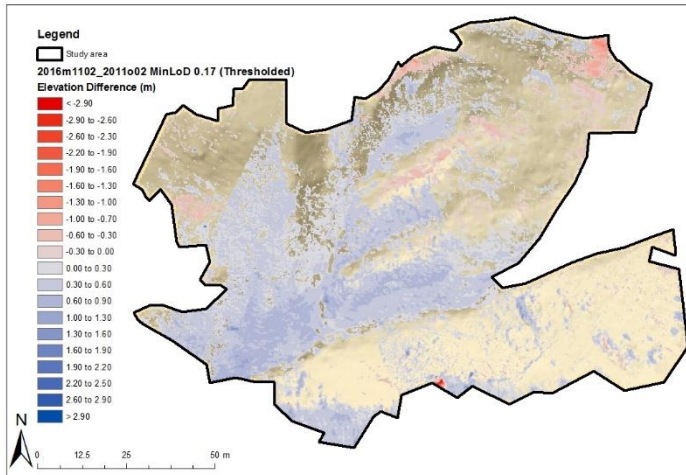 Legend
Study area
2016m1102_2011o02 MinLoD 0.17 (Thresholded)
Elevation Difference (m)
< -2.90
-2.90 to -2.60
-2.60 to -2.30
-2.20 to -1.90
-1.90 to -1.60
-1.60 to -1.30
-1.30 to -1.00
-1.00 to -0.70
-0.60 to -0.30
-0.30 to 0.00
0.00 to 0.30
0.30 to 0.60
0.60 to 0.90
1.00 to -1.30
1.30 to -1.60
1.60 to 1.90
1.90 to 2.20
2.20 to 2.50
2.60 to 2.90
> 2.90
N
0 12.5 25 50 m